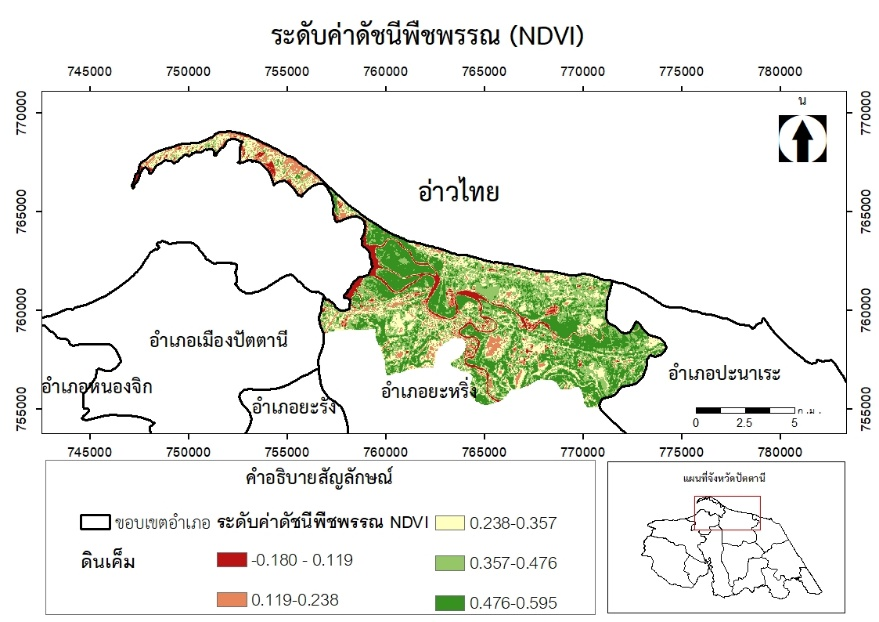 ระดับค่าดัชนีพืชพรรณ (NDVI)
745000 750000 755000 760000 765000 770000 775000 780000
770000 770000
น
อ่าวไทย
765000 765000
760000 760000
อำเภอเมืองปัตตานี
อำเภอหนองจิก อำเภอยะรัง อำเภอยะหริ่ง อำเภอปะนาเระ
755000 755000
ก.ม.
0 2.5 5
745000 750000 755000 760000 765000 770000 775000 780000
คำอธิบายสัญลักษณ์
ขอบเขตอำเภอ ระดับค่าดัชนีพืชพรรณ NDVI 0.238-0.357
ดินเค็ม -0.180 - 0.119 0.357-0.476
0.119-0.238 0.476-0.595
แผนที่จังหวัดปัตตานี